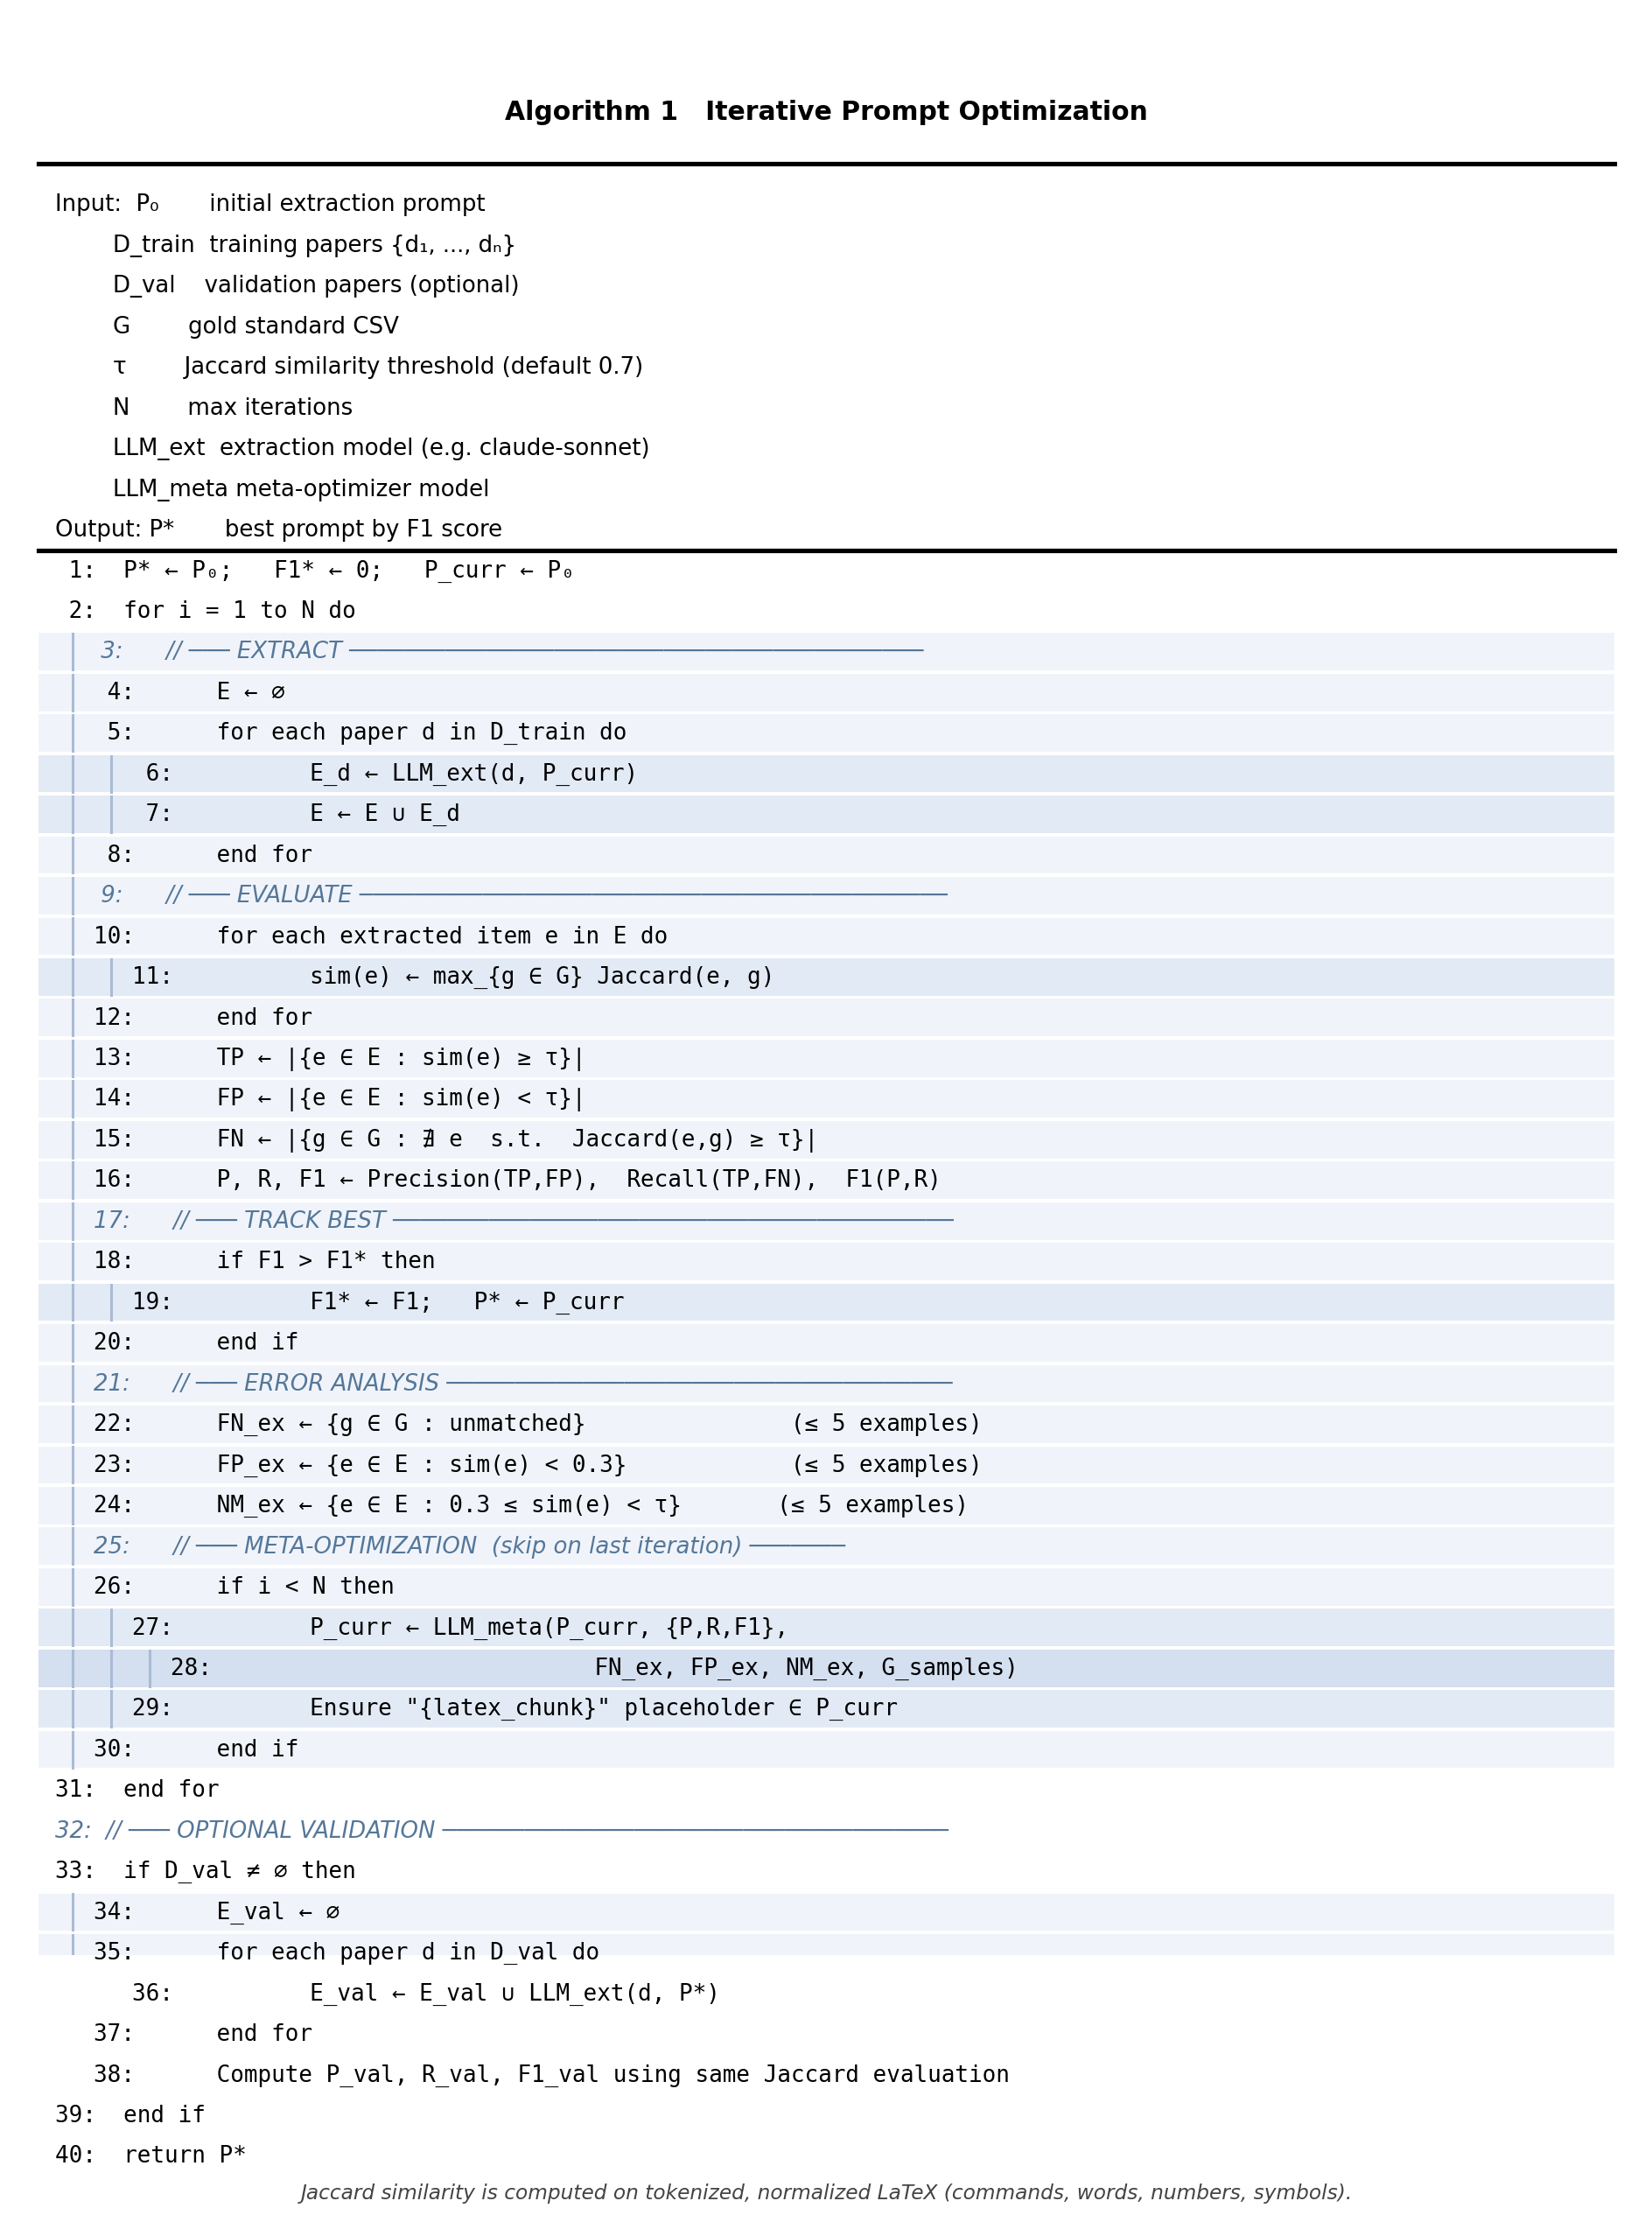 Algorithm 1   Iterative Prompt Optimization
Input:  P₀       initial extraction prompt
D_train  training papers {d₁, ..., dₙ}
D_val    validation papers (optional)
G        gold standard CSV
τ        Jaccard similarity threshold (default 0.7)
N        max iterations
LLM_ext  extraction model (e.g. claude-sonnet)
LLM_meta meta-optimizer model
Output: P*       best prompt by F1 score
1:  P* ← P₀;   F1* ← 0;   P_curr ← P₀
2:  for i = 1 to N do
3:      // ─── EXTRACT ──────────────────────────────────────────
4:      E ← ∅
5:      for each paper d in D_train do
6:          E_d ← LLM_ext(d, P_curr)
7:          E ← E ∪ E_d
8:      end for
9:      // ─── EVALUATE ───────────────────────────────────────────
10:      for each extracted item e in E do
11:          sim(e) ← max_{g ∈ G} Jaccard(e, g)
12:      end for
13:      TP ← |{e ∈ E : sim(e) ≥ τ}|
14:      FP ← |{e ∈ E : sim(e) < τ}|
15:      FN ← |{g ∈ G : ∄ e  s.t.  Jaccard(e,g) ≥ τ}|
16:      P, R, F1 ← Precision(TP,FP),  Recall(TP,FN),  F1(P,R)
17:      // ─── TRACK BEST ─────────────────────────────────────────
18:      if F1 > F1* then
19:          F1* ← F1;   P* ← P_curr
20:      end if
21:      // ─── ERROR ANALYSIS ─────────────────────────────────────
22:      FN_ex ← {g ∈ G : unmatched}               (≤ 5 examples)
23:      FP_ex ← {e ∈ E : sim(e) < 0.3}            (≤ 5 examples)
24:      NM_ex ← {e ∈ E : 0.3 ≤ sim(e) < τ}       (≤ 5 examples)
25:      // ─── META-OPTIMIZATION  (skip on last iteration) ───────
26:      if i < N then
27:          P_curr ← LLM_meta(P_curr, {P,R,F1},
28:                            FN_ex, FP_ex, NM_ex, G_samples)
29:          Ensure "{latex_chunk}" placeholder ∈ P_curr
30:      end if
31:  end for
32:  // ─── OPTIONAL VALIDATION ─────────────────────────────────────
33:  if D_val ≠ ∅ then
34:      E_val ← ∅
35:      for each paper d in D_val do
36:          E_val ← E_val ∪ LLM_ext(d, P*)
37:      end for
38:      Compute P_val, R_val, F1_val using same Jaccard evaluation
39:  end if
40:  return P*
Jaccard similarity is computed on tokenized, normalized LaTeX (commands, words, numbers, symbols).